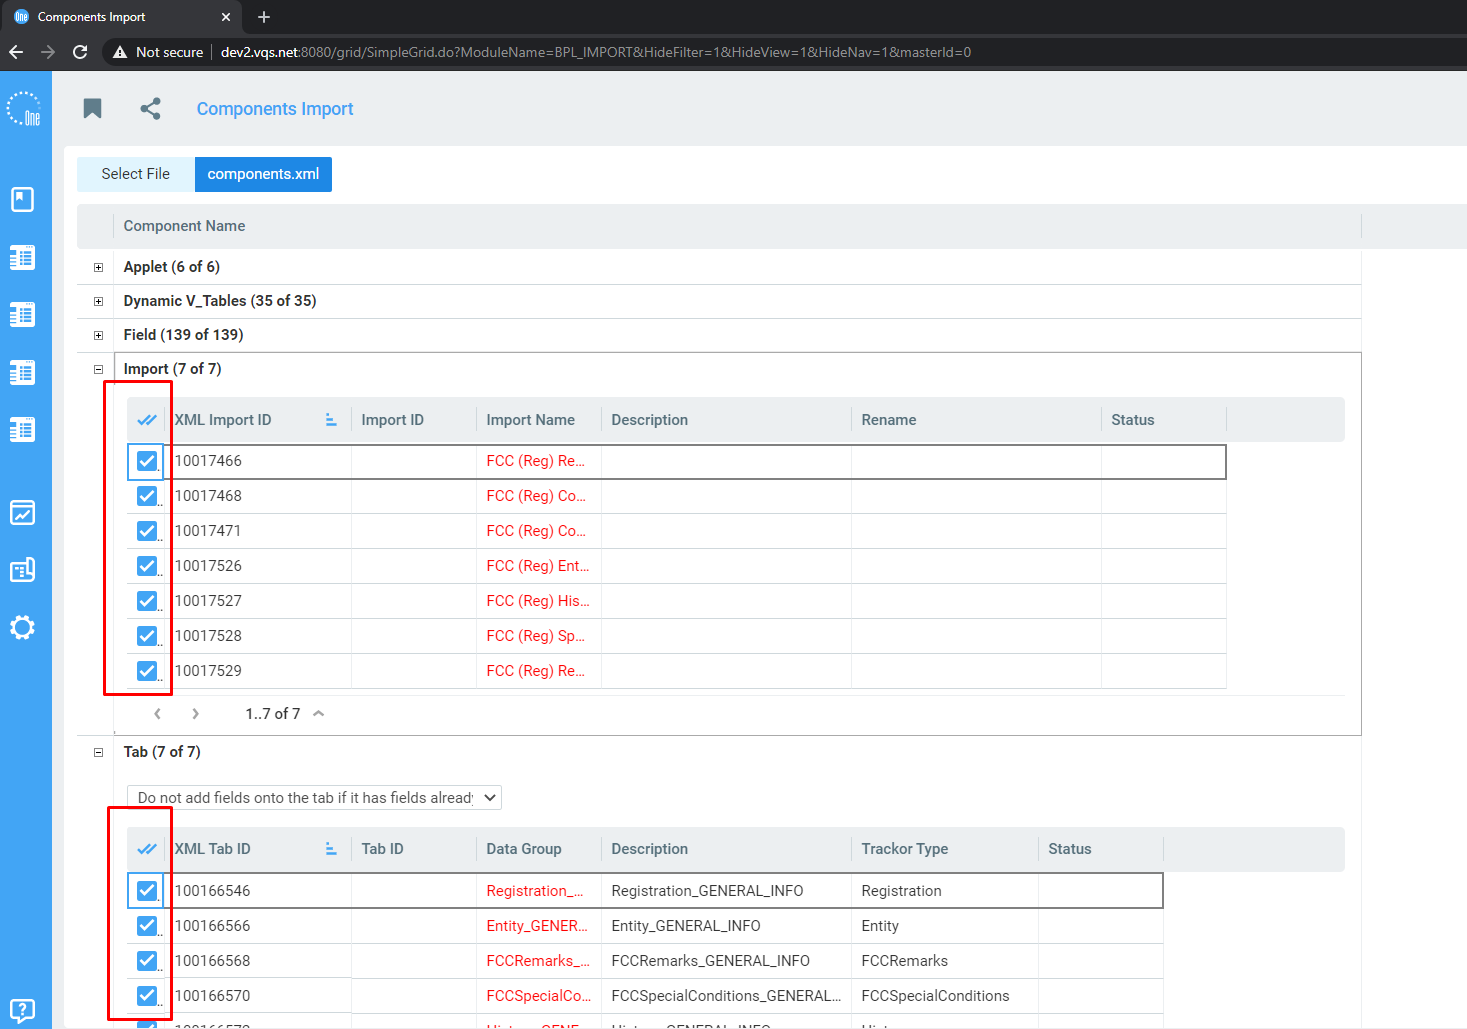 One Components Import
Not secure dev2.vqs.net:8080/grid/SimpleGrid.do?ModuleName=BPL_IMPORT&HideFilter=1&HideView=1&HideNav=1&masterId=0
One
Components Import
Select File components.xml
Component Name
Applet (6 of 6)
Dynamic V_Tables (35 of 35)
Field (139 of 139)
Import (7 of 7)
XML Import ID Import ID Import Name Description Rename Status
10017466 FCC (Reg) Re...
10017468 FCC (Reg) Co...
10017471 FCC (Reg) Co...
10017526 FCC (Reg) Ent...
10017527 FCC (Reg) His...
10017528 FCC (Reg) Sp...
10017529 FCC (Reg) Re...
1..7 of 7
Tab (7 of 7)
Do not add fields onto the tab if it has fields already
XML Tab ID Tab ID Data Group Description Trackor Type Status
100166546 Registration_... Registration_GENERAL_INFO Registration
100166566 Entity_GENER... Entity_GENERAL_INFO Entity
100166568 FCCRemarks_... FCCRemarks_GENERAL_INFO FCCRemarks
100166570 FCCSpecialCo... FCCSpecialConditions_GENERAL... FCCSpecialConditions